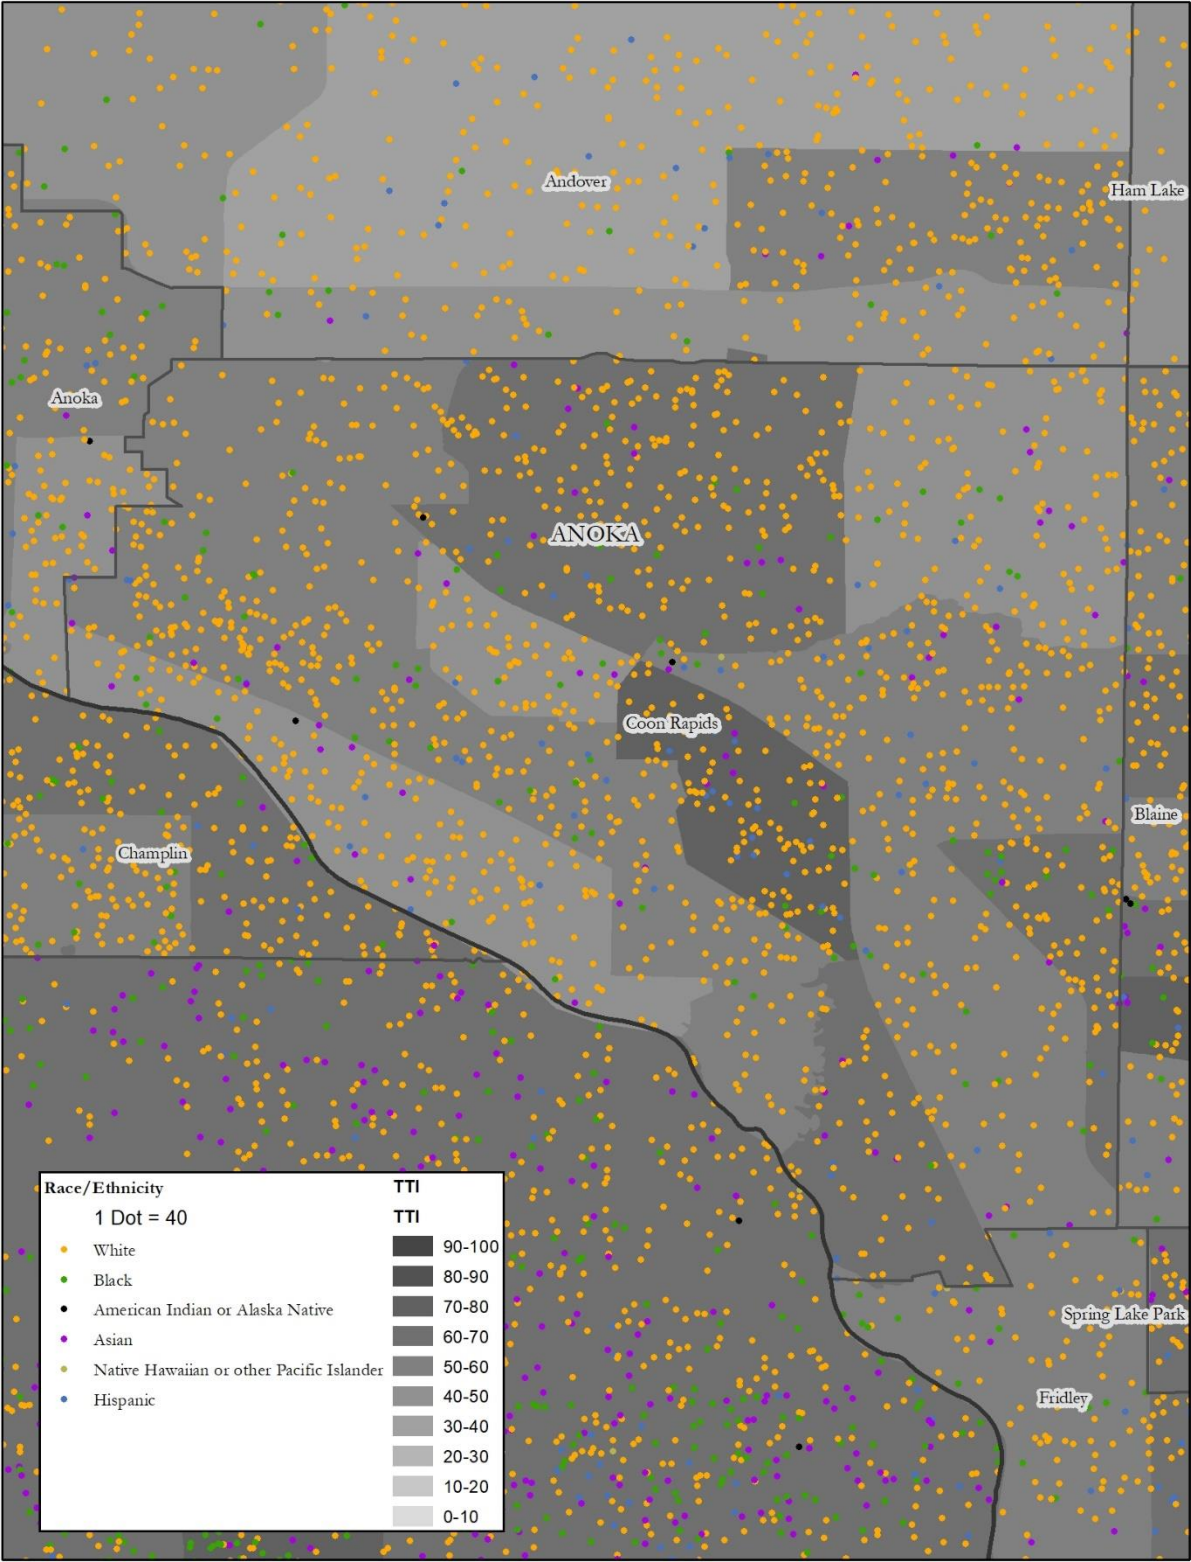 Andover
Ham Lake
Anoka
ANOKA
Coon Rapids
Blaine
Champlin
Race/Ethnicity
1 Dot = 40
White
Black
American Indian or Alaska Native
Asian
Native Hawaiian or other Pacific Islander
Hispanic
TTI
TTI
90-100
80-90
70-80
60-70
50-60
40-50
30-40
20-30
10-20
0-10
Spring Lake Park
Fridley